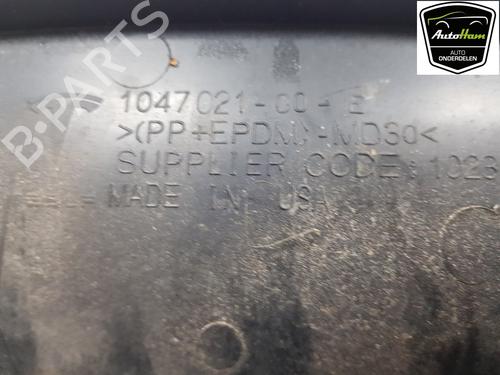 AutoHam
AUTO
ONDERDELEN
B-PARTS
1047021-00-E
>(PP+EPDM)-MD30<
SUPPLIER CODE: 1023
MADE IN USA